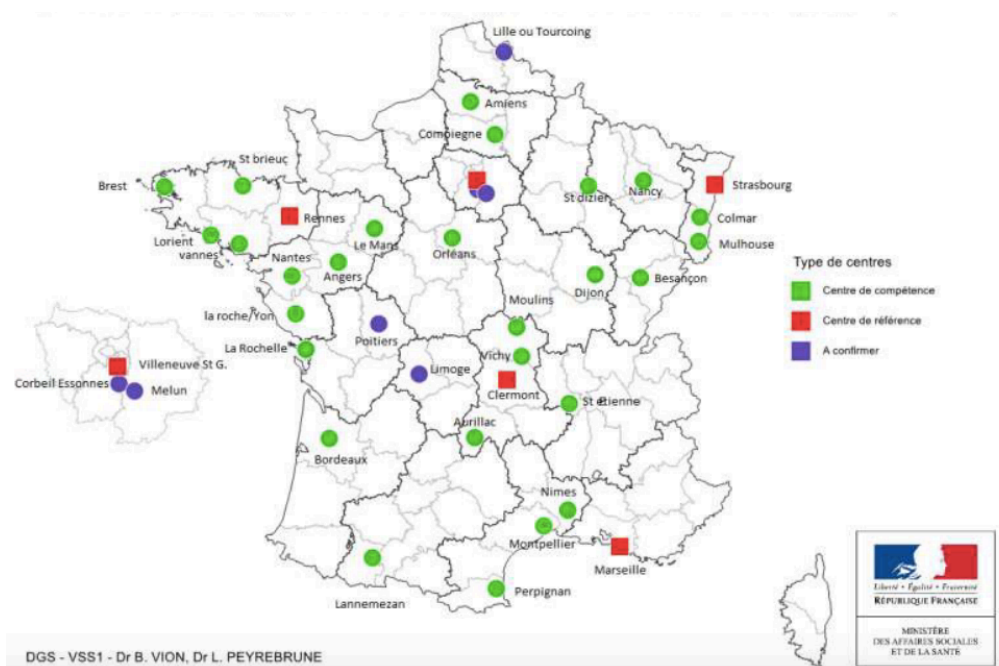 Lille ou Tourcoing
Amiens
Compiegne
St brieuc
Brest
St dizier
Nancy
Strasbourg
Rennes
Colmar
Lorient
Le Mans
Mulhouse
vannes
Orléans
Nantes
Angers
Dijon
Besançon
Type de centres
Centre de compétence
la roche/Yon
Moulins
Centre de référence
Poitiers
La Rochelle
Vichy
A confirmer
Villeneuve St G.
Limoge
Corbeil Essonnes
Melun
Clermont
St etienne
Aurillac
Bordeaux
Nimes
Montpellier
Marseille
Lannemezan
Perpignan
Liberté • Égalité • Fraternité
RÉPUBLIQUE FRANÇAISE
MINISTÈRE
DES AFFAIRES SOCIALES
ET DE LA SANTÉ
DGS - VSS1 - Dr B. VION, Dr L. PEYREBRUNE